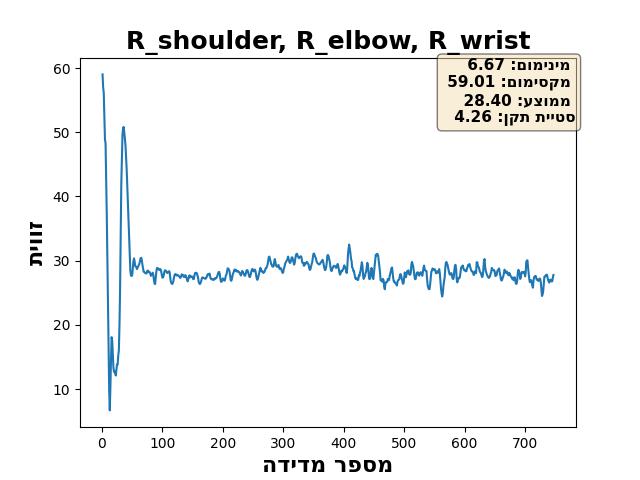 R_shoulder, R_elbow, R_wrist
מינימום: 6.67
מקסימום: 59.01
ממוצע: 28.40
סטיית תקן: 4.26
60
50
40
30
20
10
זווית
0 100 200 300 400 500 600 700
מספר מדידה